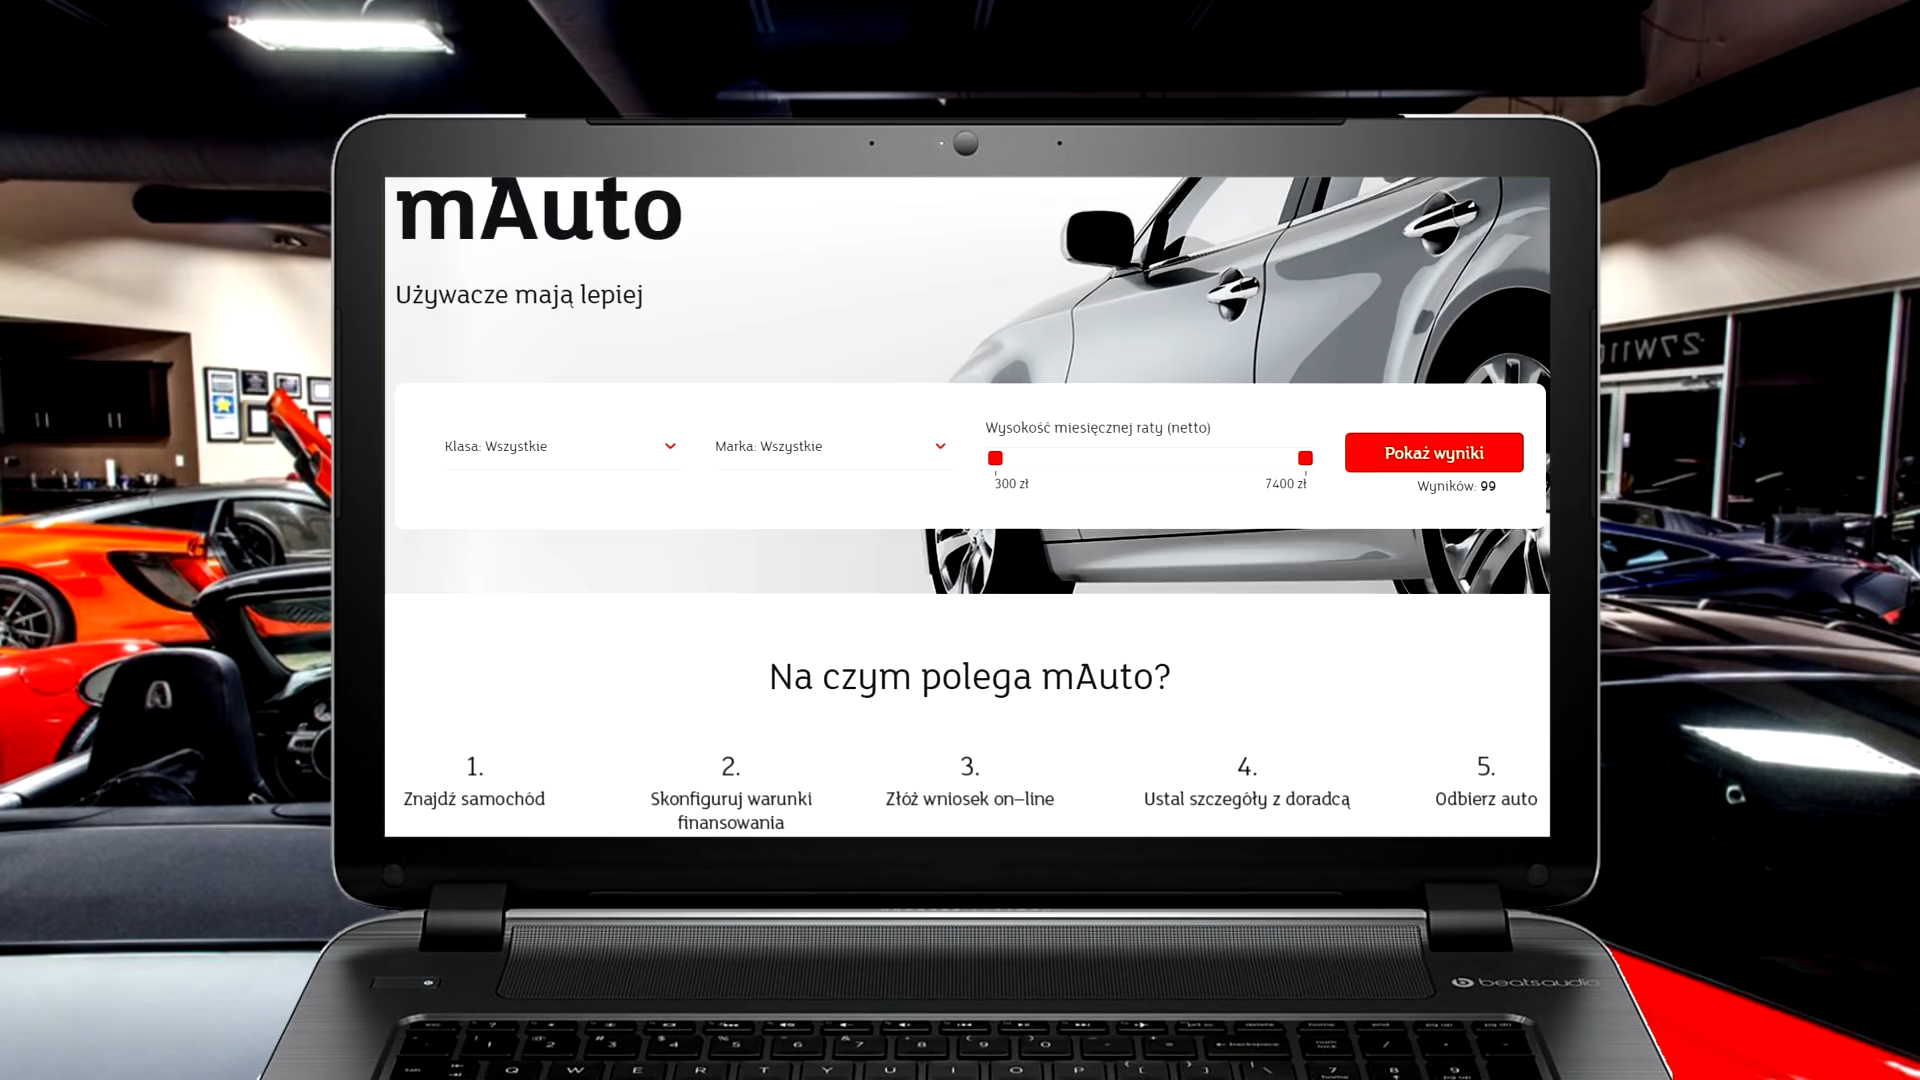 mAuto
Używacze mają lepiej
Klasa: Wszystkie
Marka: Wszystkie
Wysokość miesięcznej raty (netto)
300 zł
7400 zł
Pokaż wyniki
Wyników: 99
Na czym polega mAuto?
1.
Znajdź samochód
2.
Skonfiguruj warunki
finansowania
3.
Złóż wniosek on-line
4.
Ustal szczegóły z doradcą
5.
Odbierz auto
beatsaudio